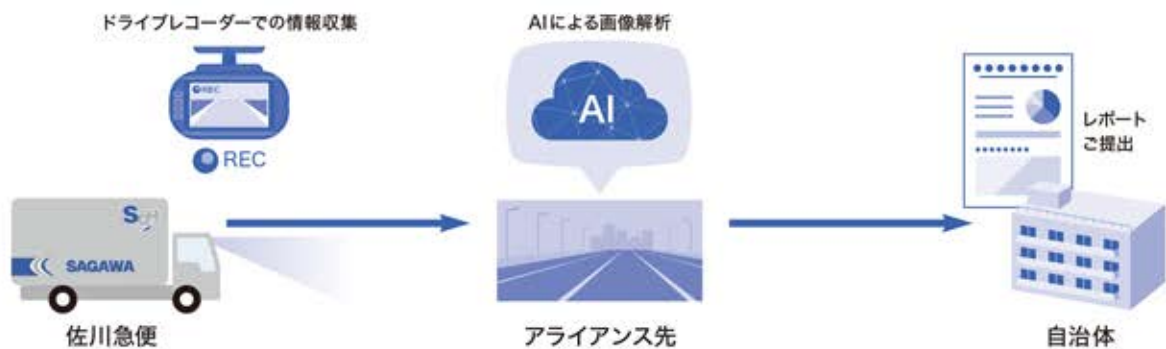 ドライブレコーダーでの情報収集
AIによる画像解析
REC
AI
レポート
ご提出
REC
S
SAGAWA
佐川急便
アライアンス先
自治体